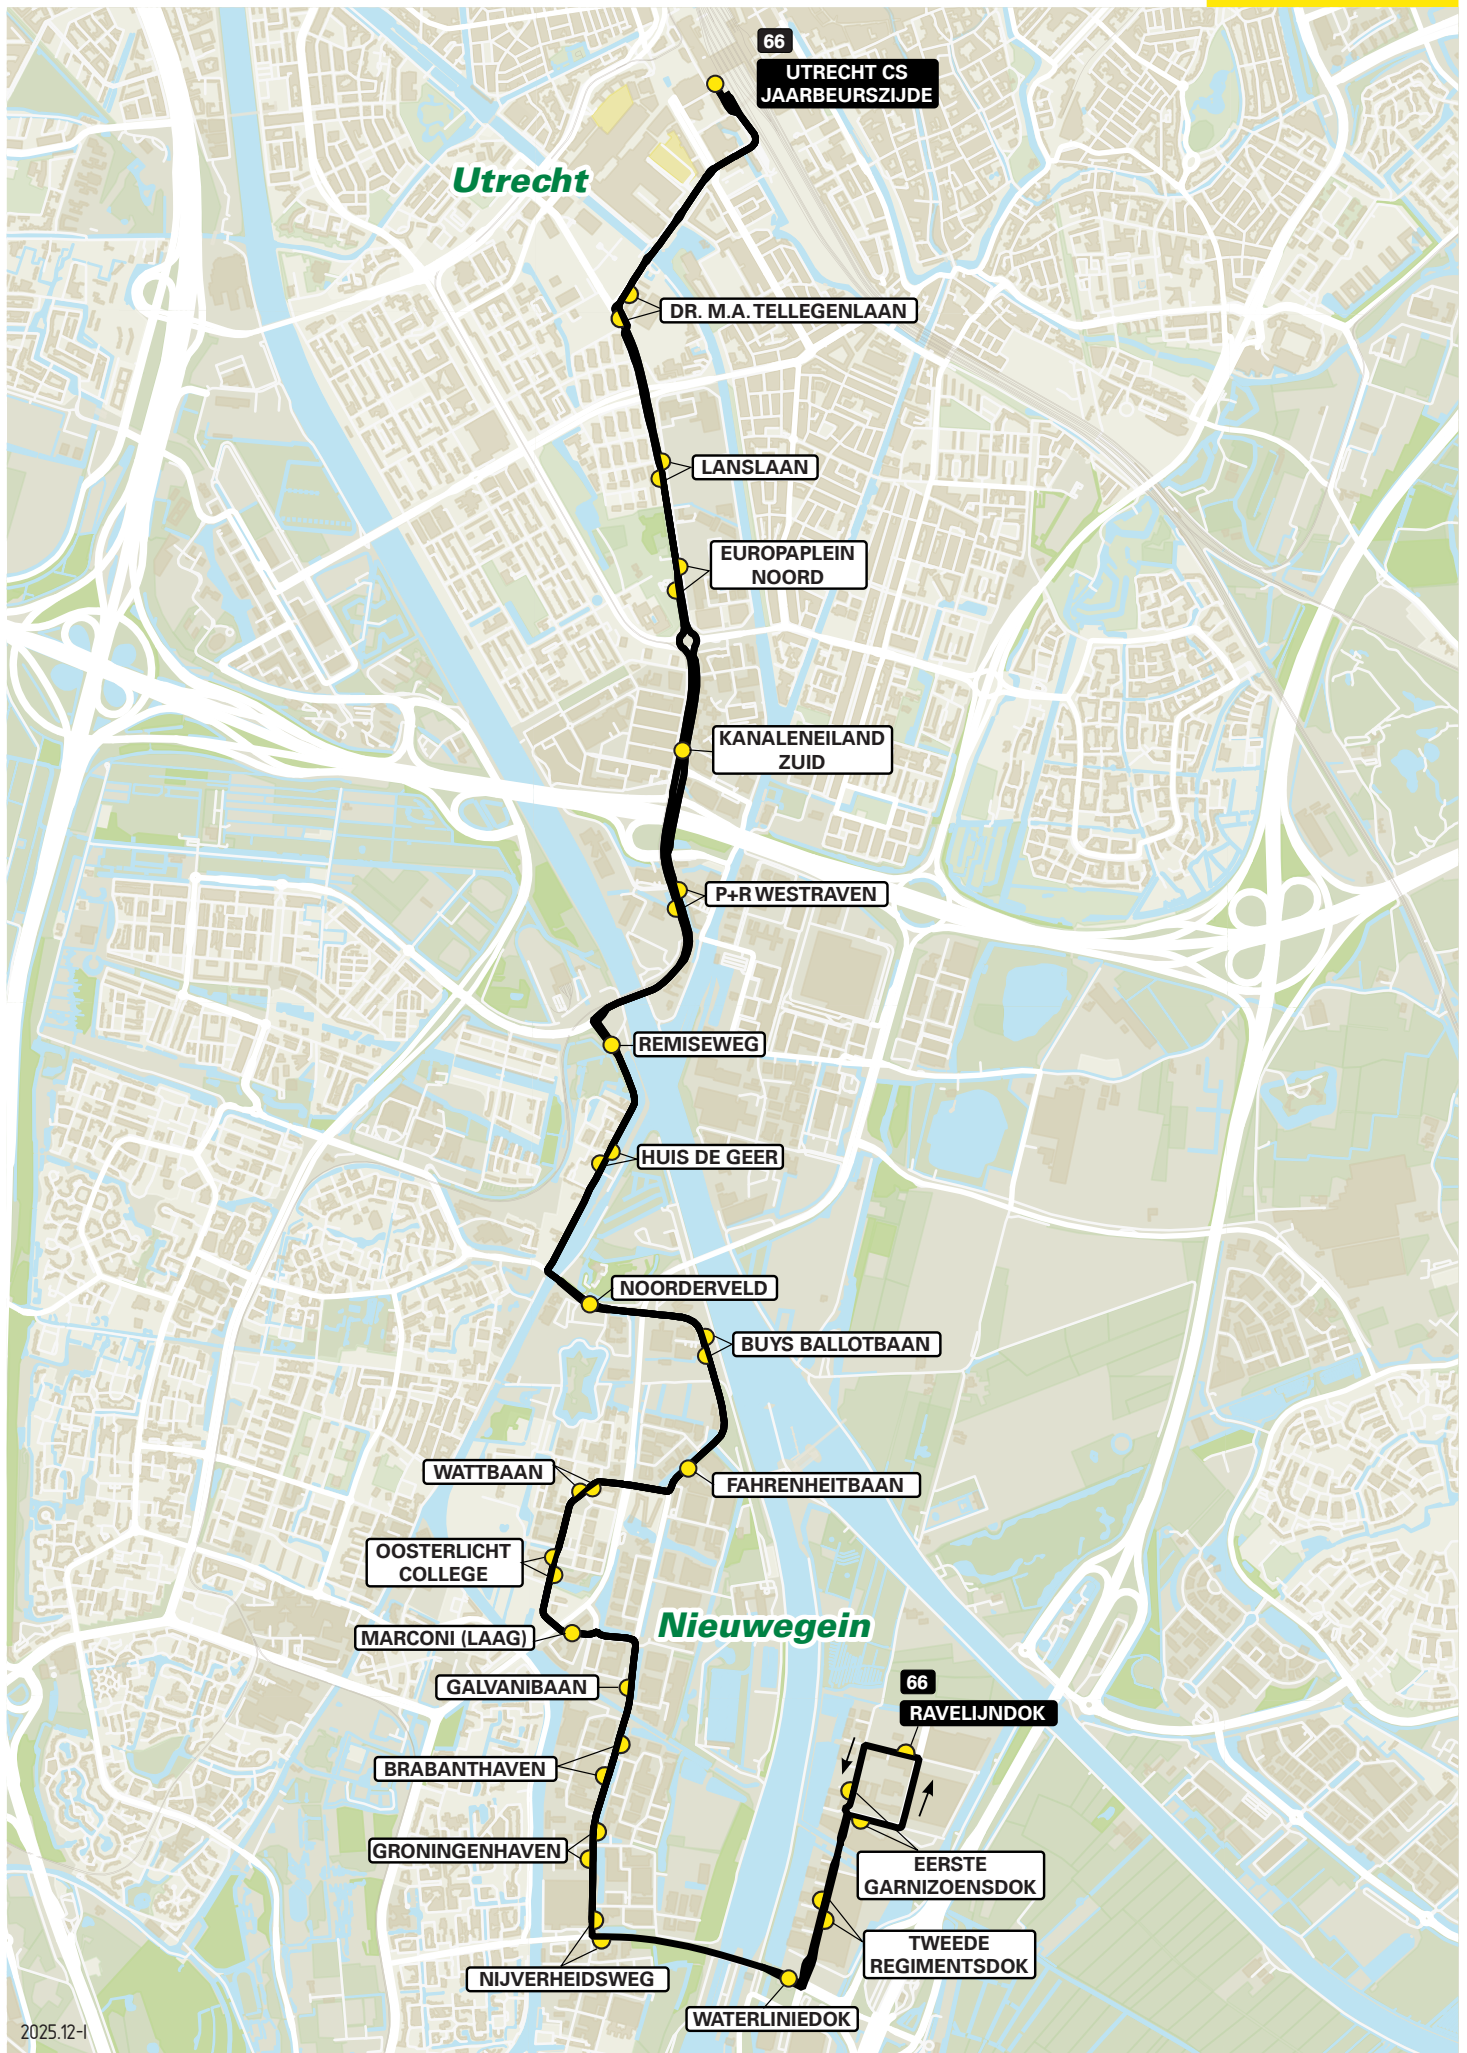 66
UTRECHT CS
JAARBEURSZIJDE
Utrecht
DR. M.A. TELLEGENLAAN
LANSLAAN
EUROPAPLEIN
NOORD
KANALENEILAND
ZUID
P+R WESTRAVEN
REMISEWEG
HUIS DE GEER
NOORDERVELD
BUYS BALLOTBAAN
WATTBAAN
FAHRENHEITBAAN
OOSTERLICHT
COLLEGE
Nieuwegein
MARCONI (LAAG)
GALVANIBAAN
66
RAVELIJNDOK
BRABANTHAVEN
GRONINGENHAVEN
EERSTE
GARNIZOENSDOK
TWEEDE
REGIMENTSDOK
NIJVERHEIDSWEG
WATERLINIEDOK
2025.12-I